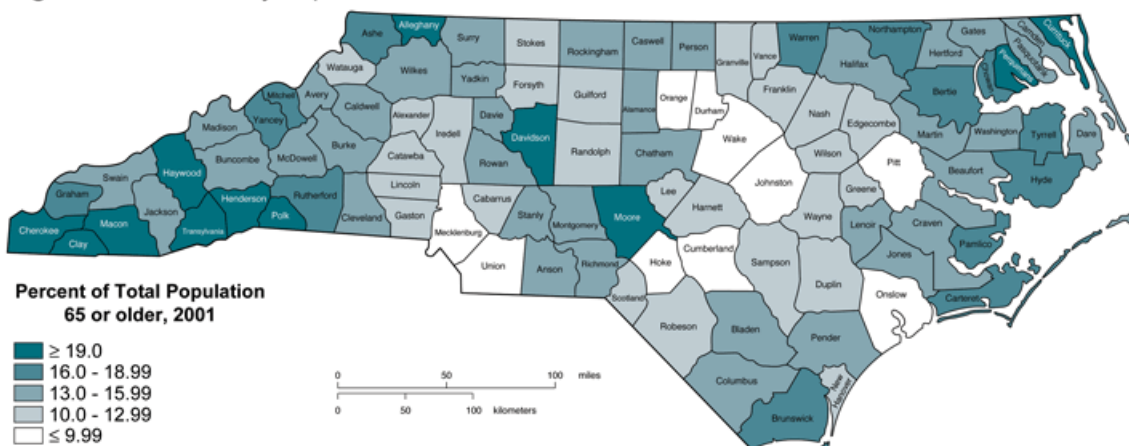 Ashe
Alleghany
Surry
Stokes
Rockingham
Caswell
Person
Granville
Vance
Warren
Northampton
Gates
Hertford
Camden
Pasquotank
Currituck
Perquimans
Chowan
Watauga
Wilkes
Yadkin
Forsyth
Guilford
Alamance
Orange
Durham
Franklin
Halifax
Bertie
Mitchell
Avery
Yancey
Caldwell
Alexander
Iredell
Davie
Davidson
Randolph
Chatham
Wake
Nash
Edgecombe
Martin
Washington
Tyrrell
Dare
Madison
Buncombe
McDowell
Burke
Catawba
Rowan
Wilson
Pitt
Beaufort
Hyde
Swain
Haywood
Graham
Jackson
Henderson
Rutherford
Lincoln
Cleveland
Gaston
Cabarrus
Stanly
Montgomery
Moore
Lee
Harnett
Johnston
Greene
Wayne
Lenoir
Craven
Pamlico
Cherokee
Macon
Clay
Transylvania
Polk
Mecklenburg
Union
Anson
Richmond
Hoke
Cumberland
Sampson
Duplin
Jones
Onslow
Carteret
Scotland
Robeson
Bladen
Pender
Columbus
New
Hanover
Brunswick
Percent of Total Population
65 or older, 2001
≥ 19.0
16.0 - 18.99
13.0 - 15.99
10.0 - 12.99
≤ 9.99
0 50 100 miles
0 50 100 kilometers